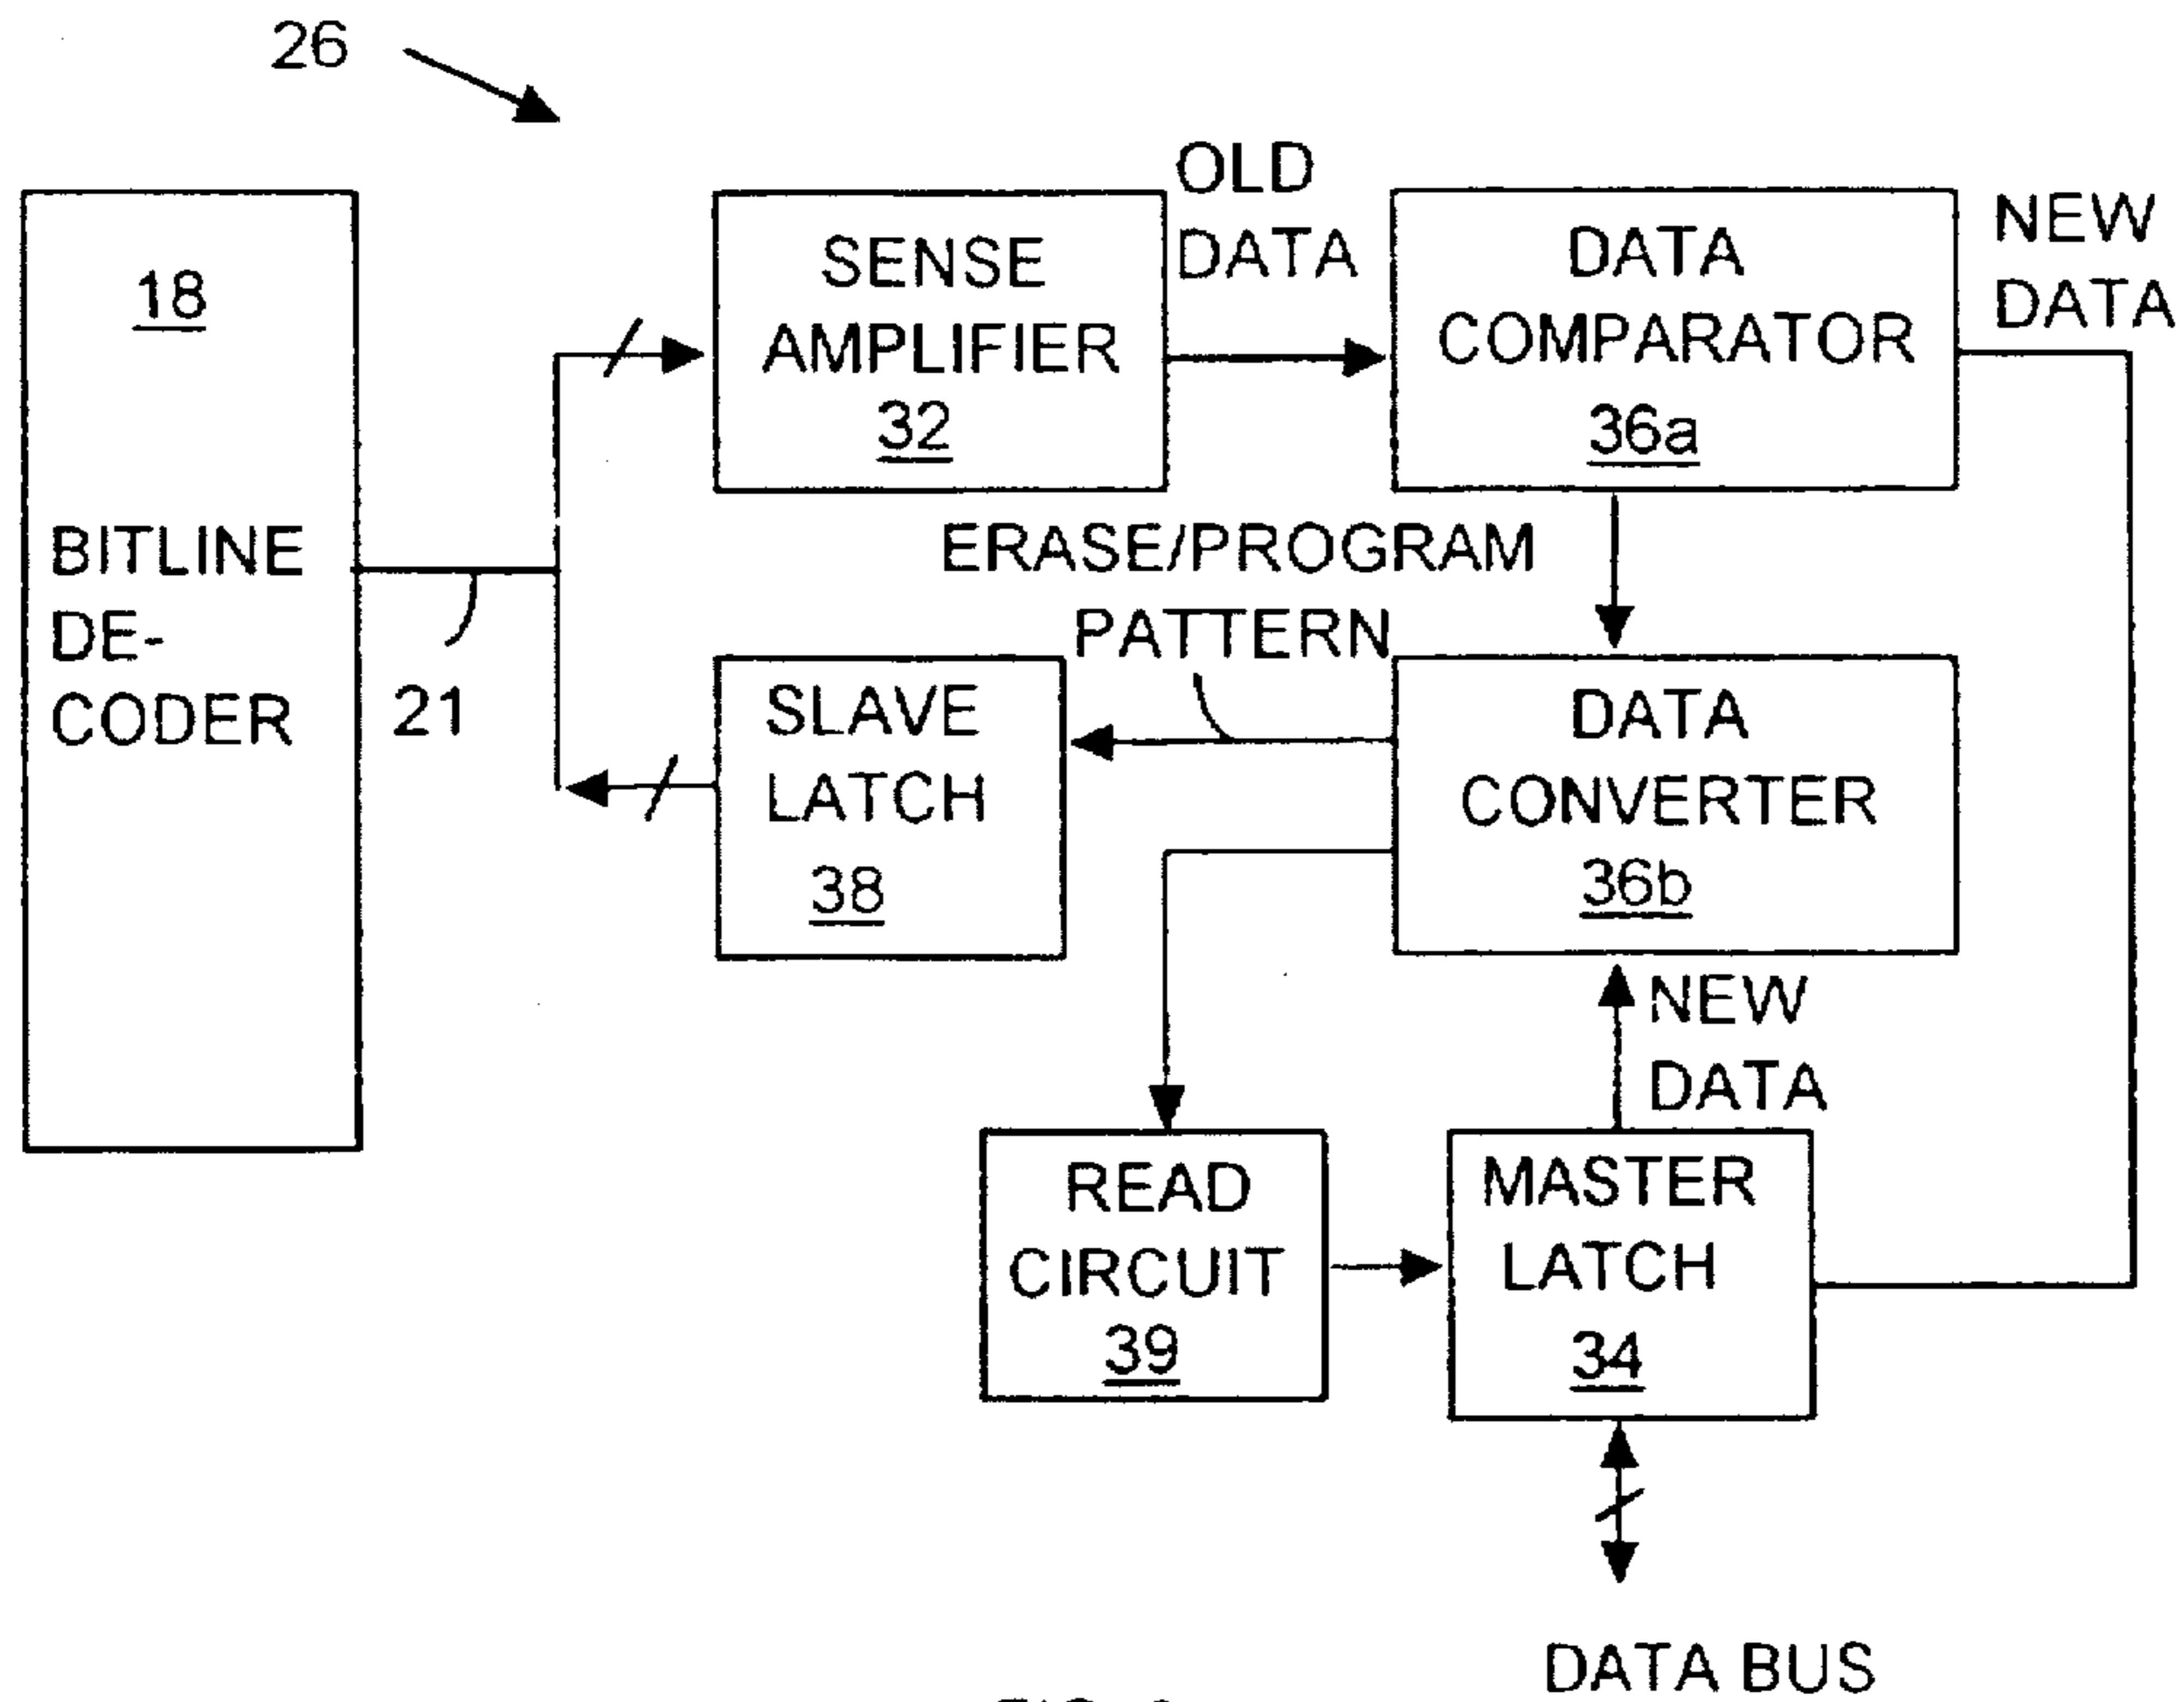 26
18
BITLINE
DE-
CODER
21
SENSE
AMPLIFIER
32
OLD
DATA
DATA
COMPARATOR
36a
NEW
DATA
ERASE/PROGRAM
PATTERN
SLAVE
LATCH
38
DATA
CONVERTER
36b
NEW
DATA
READ
CIRCUIT
39
MASTER
LATCH
34
DATA BUS